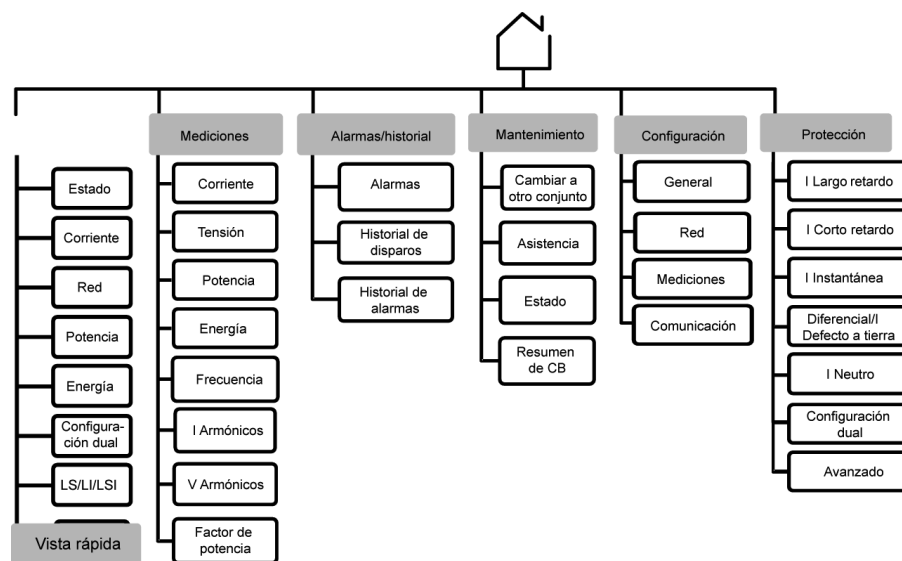 Mediciones
Alarmas/historial
Mantenimiento
Configuración
Protección
Estado
Corriente
Red
Potencia
Energía
Configura-
ción dual
LS/LI/LSI
Vista rápida
Corriente
Tensión
Potencia
Energía
Frecuencia
I Armónicos
V Armónicos
Factor de
potencia
Alarmas
Historial de
disparos
Historial de
alarmas
Cambiar a
otro conjunto
Asistencia
Estado
Resumen
de CB
General
Red
Mediciones
Comunicación
I Largo retardo
I Corto retardo
I Instantánea
Diferencial/I
Defecto a tierra
I Neutro
Configuración
dual
Avanzado